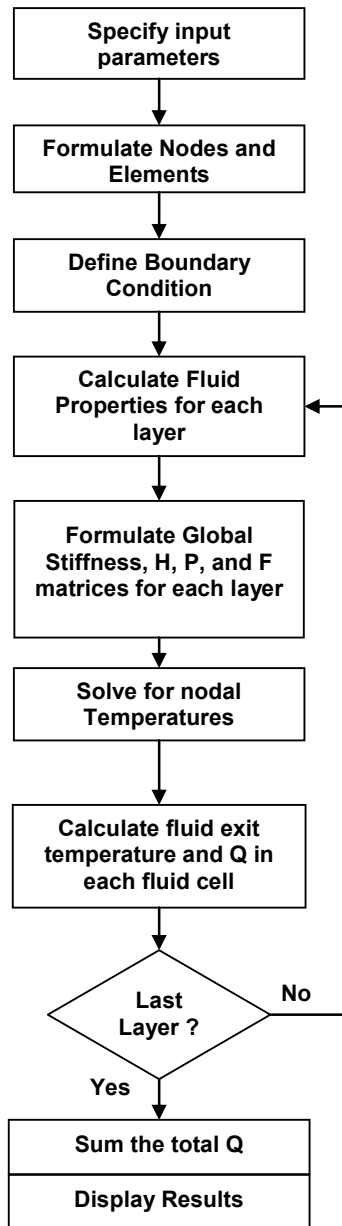 Specify input
parameters
Formulate Nodes and
Elements
Define Boundary
Condition
Calculate Fluid
Properties for each
layer
Formulate Global
Stiffness, H, P, and F
matrices for each layer
Solve for nodal
Temperatures
Calculate fluid exit
temperature and Q in
each fluid cell
Last
Layer ?
No
Yes
Sum the total Q
Display Results